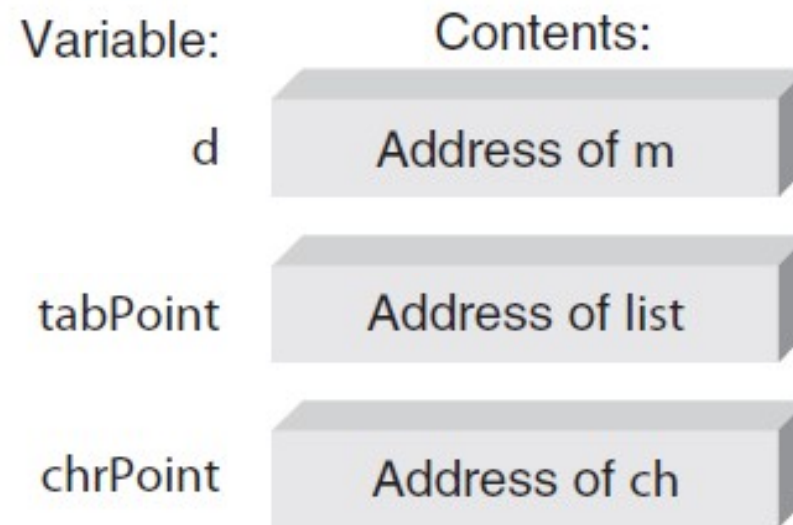 Variable: Contents:
d Address of m
tabPoint Address of list
chrPoint Address of ch